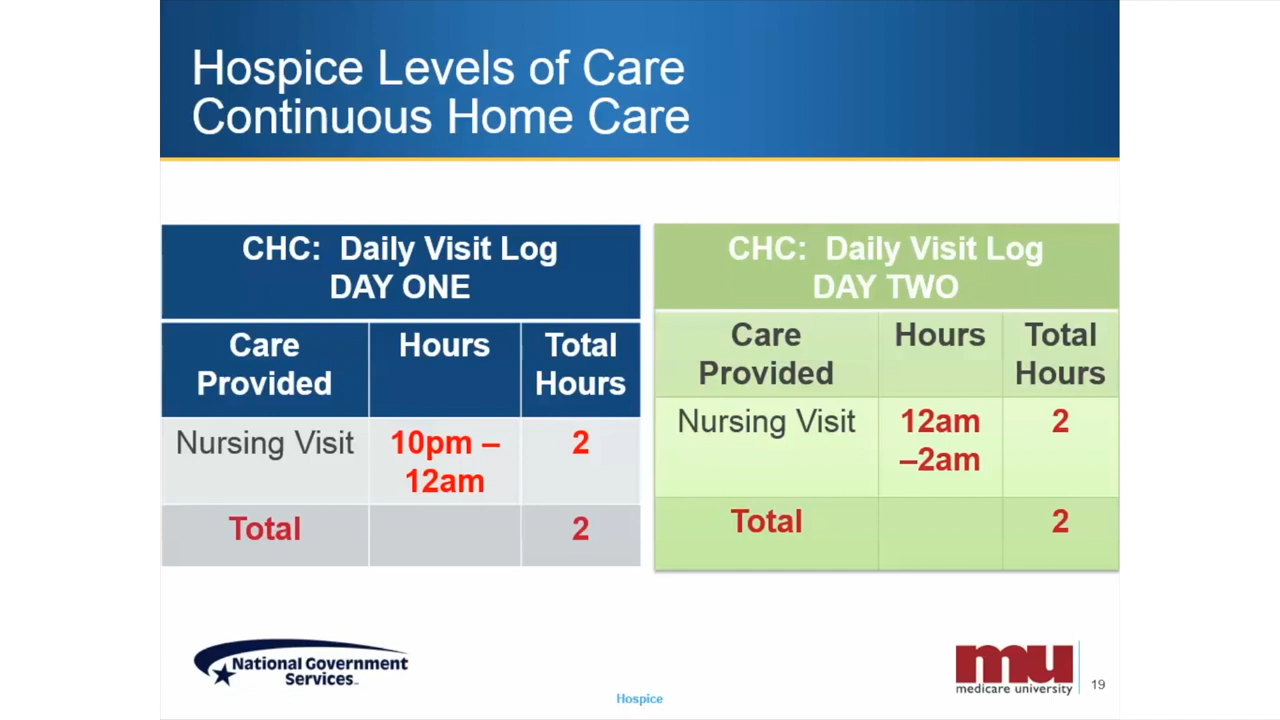 Hospice Levels of Care
Continuous Home Care
CHC: Daily Visit Log
DAY ONE
Care
Provided
Hours
Total
Hours
Nursing Visit
10pm –
12am
2
Total
2
CHC: Daily Visit Log
DAY TWO
Care
Provided
Hours
Total
Hours
Nursing Visit
12am
–2am
2
Total
2
National Government
Services
Hospice
mu
medicare university
19